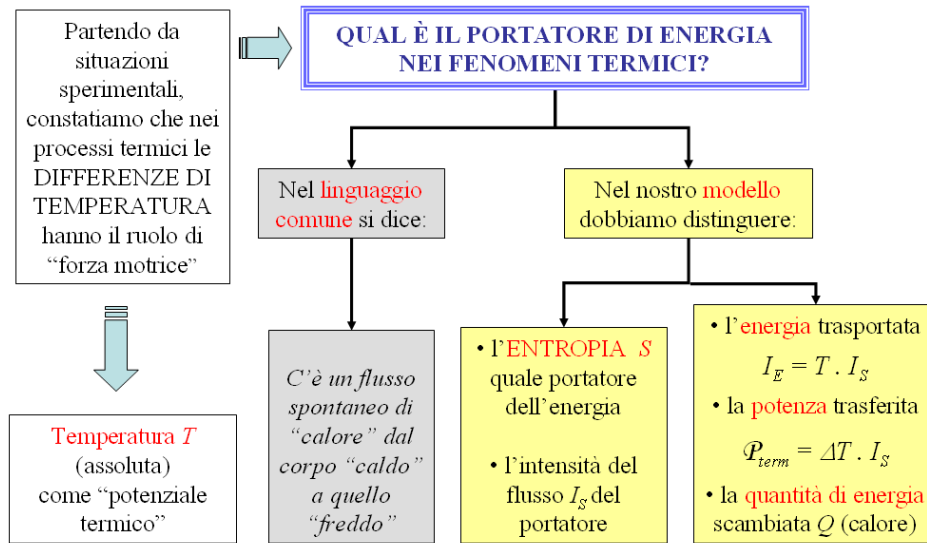 Partendo da
situazioni
sperimentali,
constatiamo che nei
processi termici le
DIFFERENZE DI
TEMPERATURA
hanno il ruolo di
“forza motrice”
QUAL È IL PORTATORE DI ENERGIA
NEI FENOMENI TERMICI?
Nel linguaggio
comune si dice:
Nel nostro modello
dobbiamo distinguere:
Temperatura T
(assoluta)
come “potenziale
termico”
C’è un flusso
spontaneo di
“calore” dal
corpo “caldo”
a quello
“freddo”
• l’ENTROPIA S
quale portatore
dell’energia
• l’intensità del
flusso I_S del
portatore
• l’energia trasportata
I_E = T . I_S
• la potenza trasferita
𝒫_term = ΔT . I_S
• la quantità di energia
scambiata Q (calore)